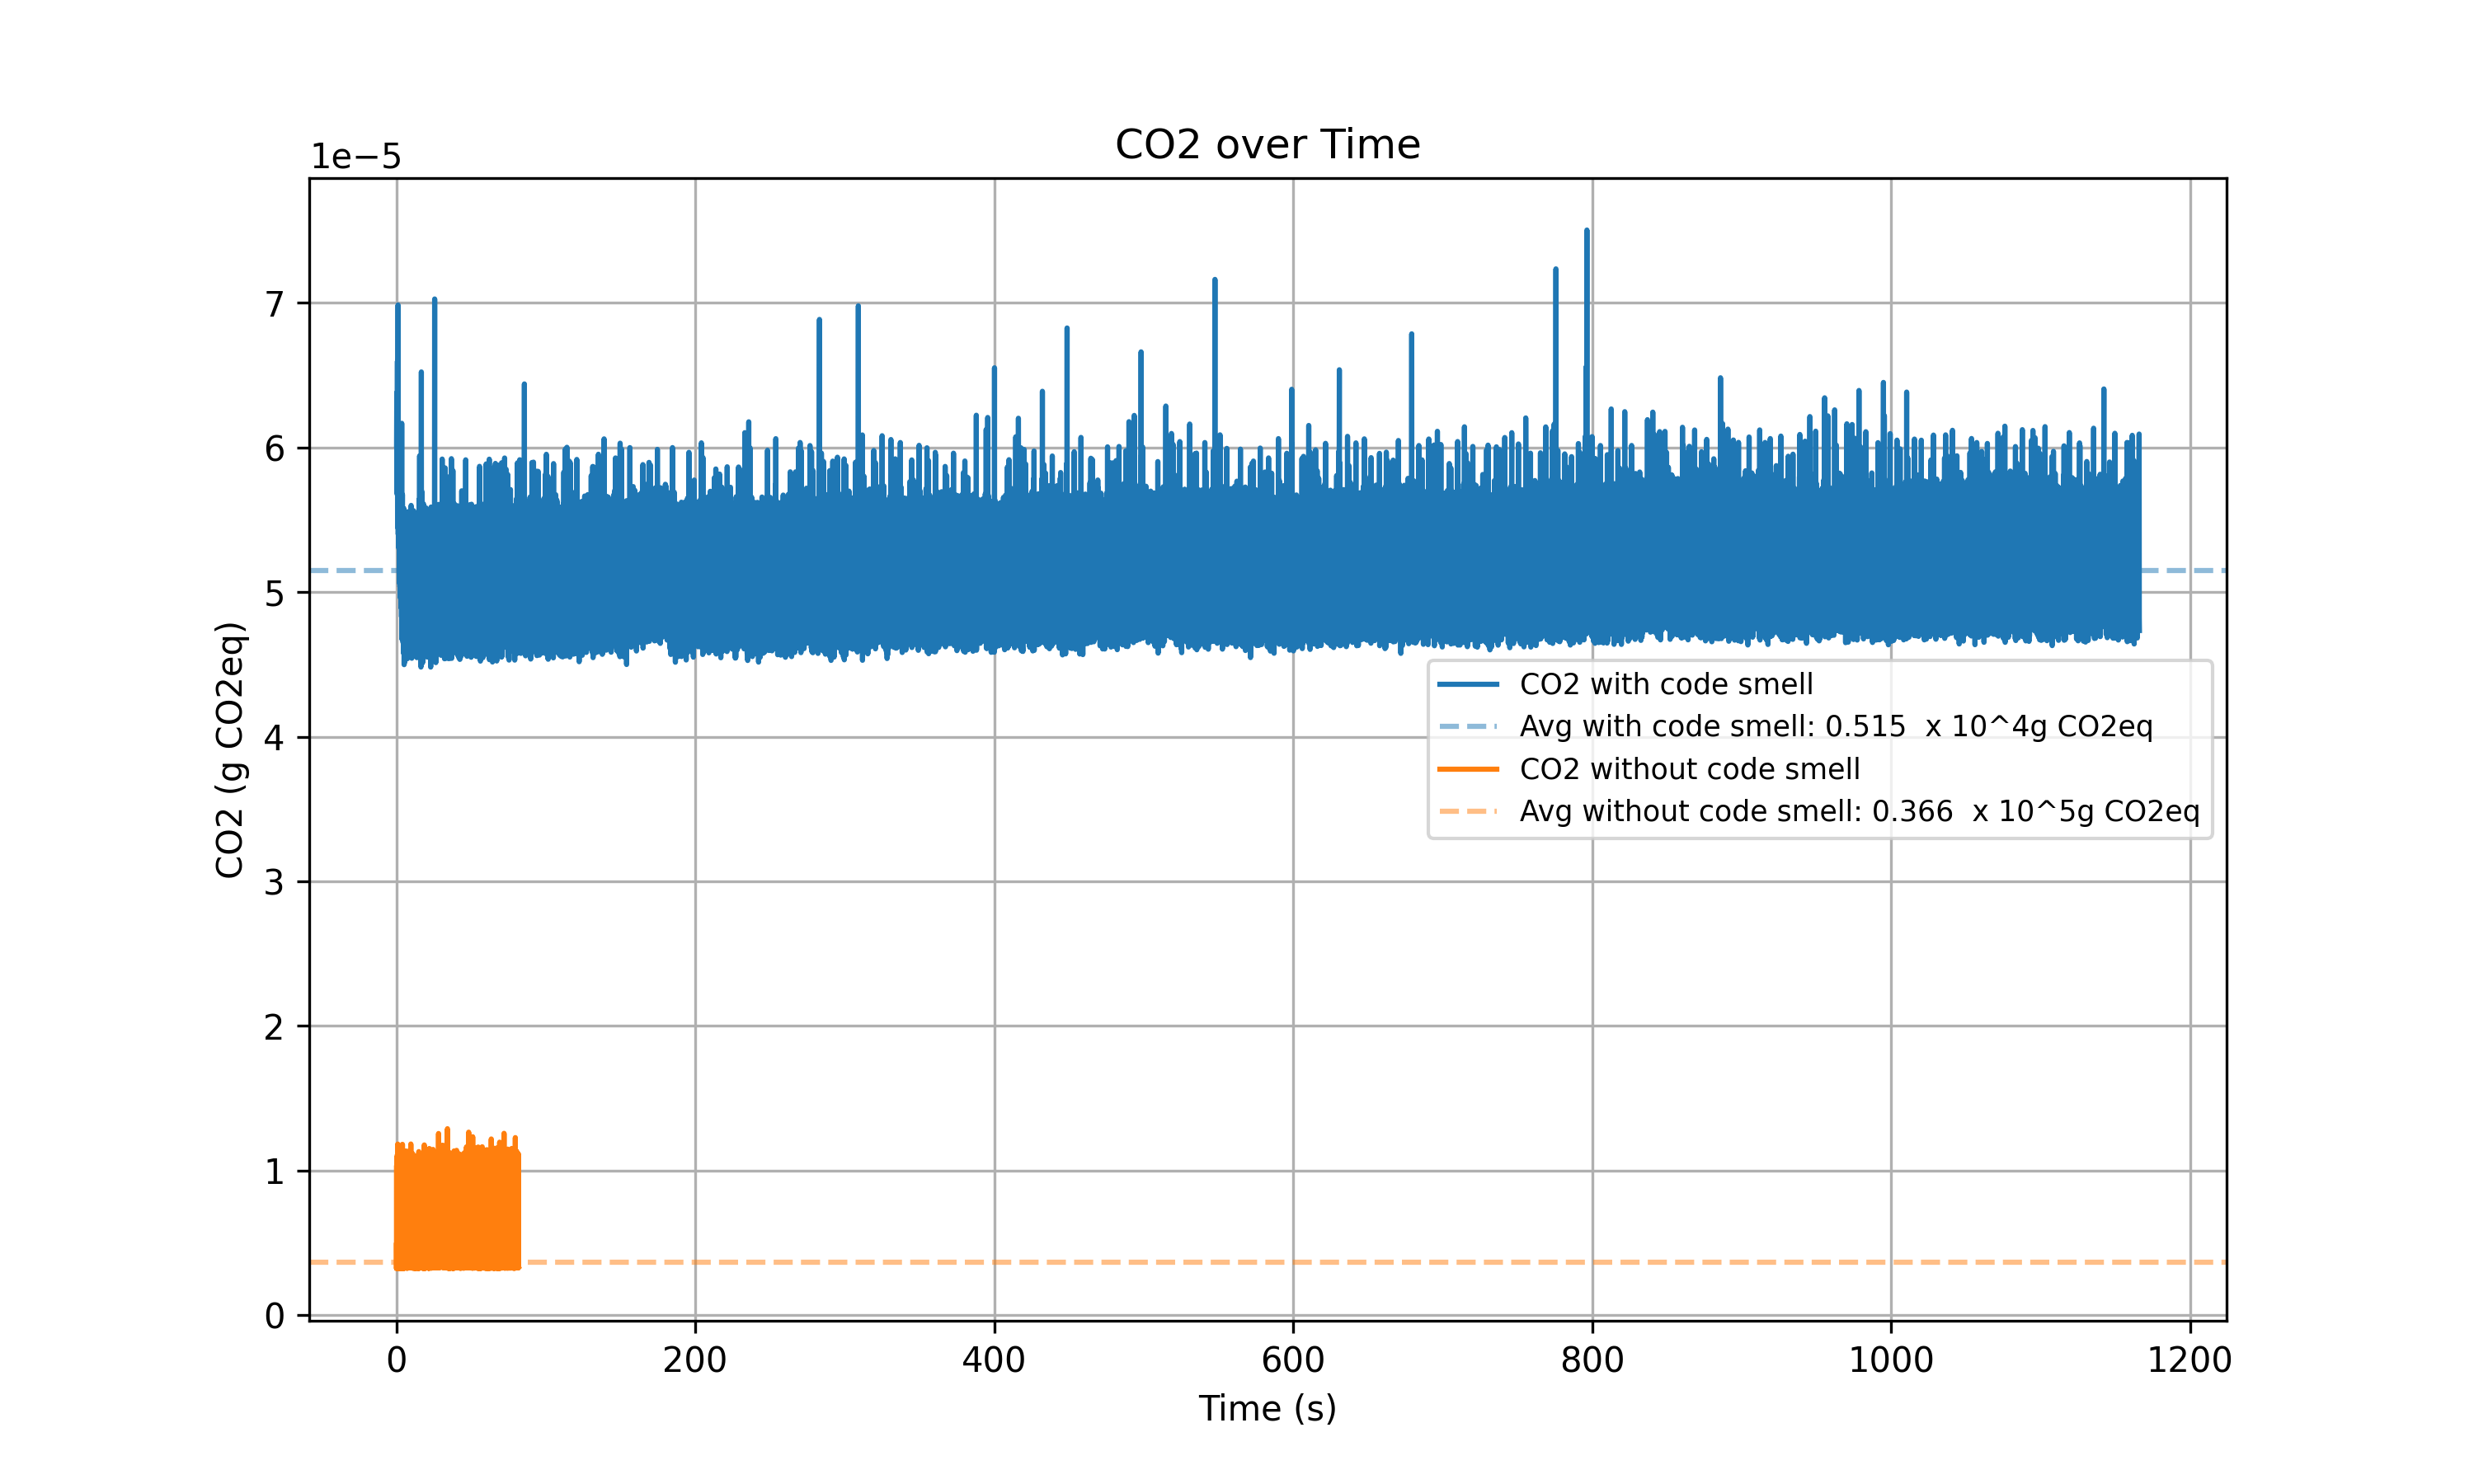 CO2 over Time
1e−5
7
6
5
4
3
2
1
0
CO2 (g CO2eq)
CO2 with code smell
Avg with code smell: 0.515  x 10^4g CO2eq
CO2 without code smell
Avg without code smell: 0.366  x 10^5g CO2eq
0 200 400 600 800 1000 1200
Time (s)